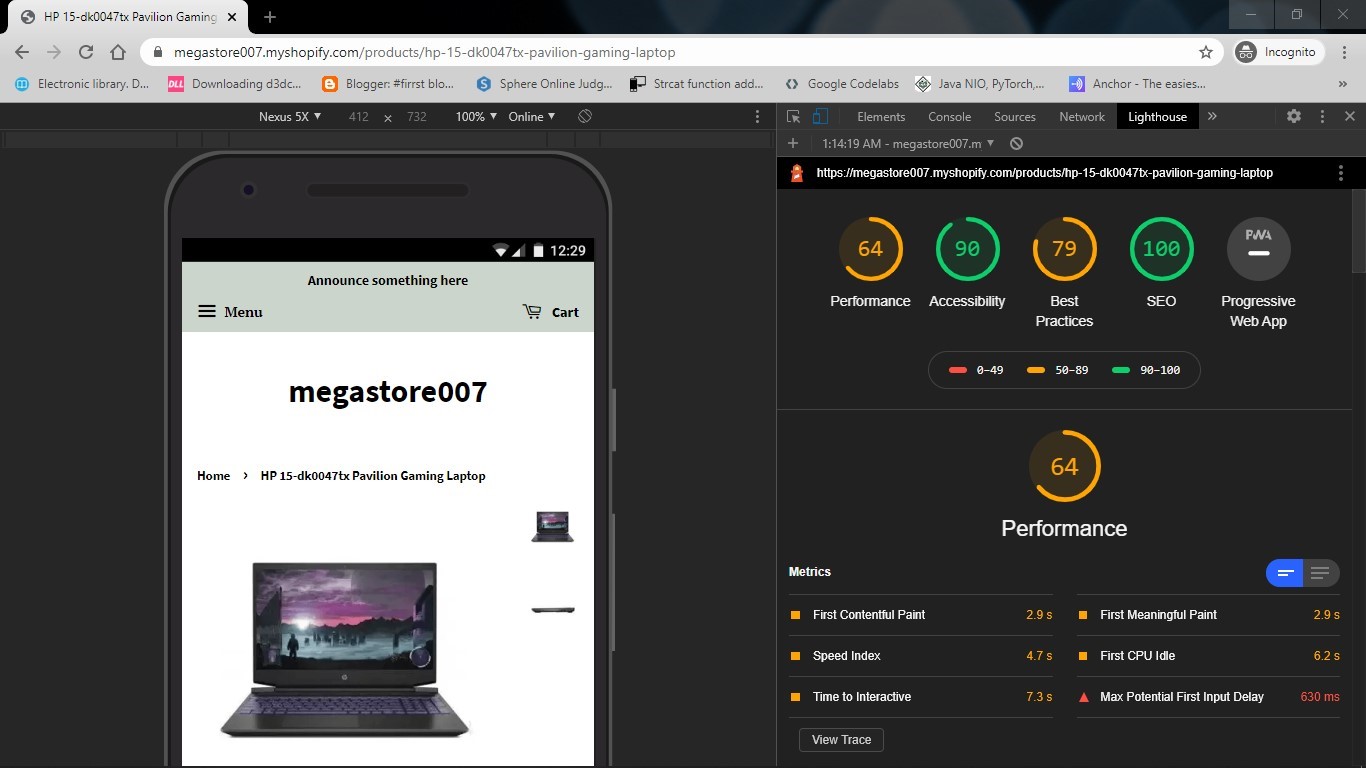 HP 15-dk0047tx Pavilion Gaming
megastore007.myshopify.com/products/hp-15-dk0047tx-pavilion-gaming-laptop
Incognito
Electronic library. D...
DLL Downloading d3dc...
Blogger: #firrst blo...
S Sphere Online Judg...
Strcat function add...
Google Codelabs
Java NIO, PyTorch,...
Anchor - The easies...
»
Nexus 5X ▼ 412 × 732 100% ▼ Online ▼
Elements Console Sources Network Lighthouse »
+ 1:14:19 AM - megastore007.m ▼
https://megastore007.myshopify.com/products/hp-15-dk0047tx-pavilion-gaming-laptop
12:29
Announce something here
Menu
Cart
megastore007
Home › HP 15-dk0047tx Pavilion Gaming Laptop
64 90 79 100 PWA
Performance Accessibility Best Practices SEO Progressive Web App
0–49 50–89 90–100
64
Performance
Metrics
First Contentful Paint 2.9 s
First Meaningful Paint 2.9 s
Speed Index 4.7 s
First CPU Idle 6.2 s
Time to Interactive 7.3 s
Max Potential First Input Delay 630 ms
View Trace